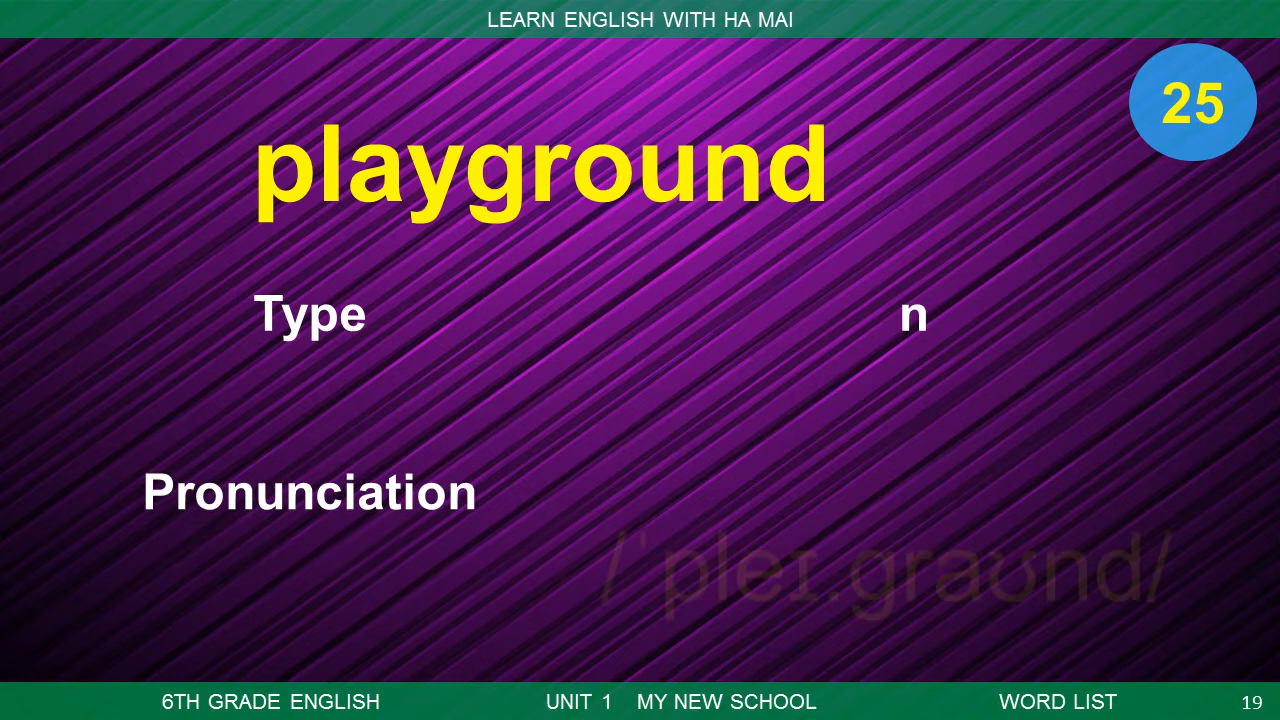 LEARN ENGLISH WITH HA MAI
25
playground
Type n
Pronunciation
/ˈpleɪ.graʊnd/
6TH GRADE ENGLISH UNIT 1 MY NEW SCHOOL WORD LIST 19